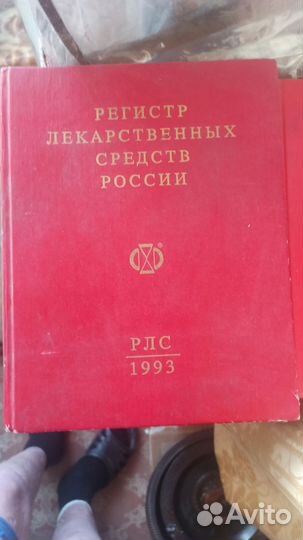 РЕГИСТР
ЛЕКАРСТВЕННЫХ
СРЕДСТВ
РОССИИ
®
РЛС
1993
Avito